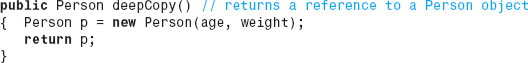 public Person deepCopy() // returns a reference to a Person object
{  Person p = new Person(age, weight);
   return p;
}